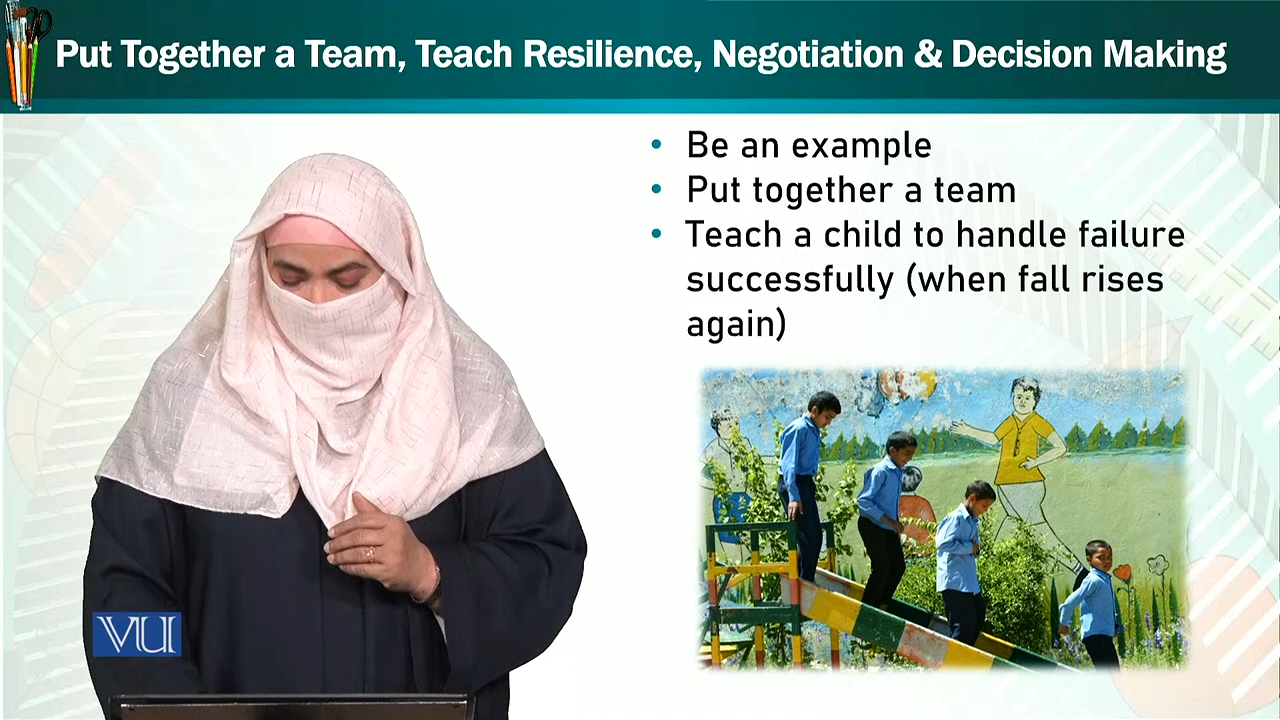 Put Together a Team, Teach Resilience, Negotiation & Decision Making
• Be an example
• Put together a team
• Teach a child to handle failure
successfully (when fall rises
again)
VU